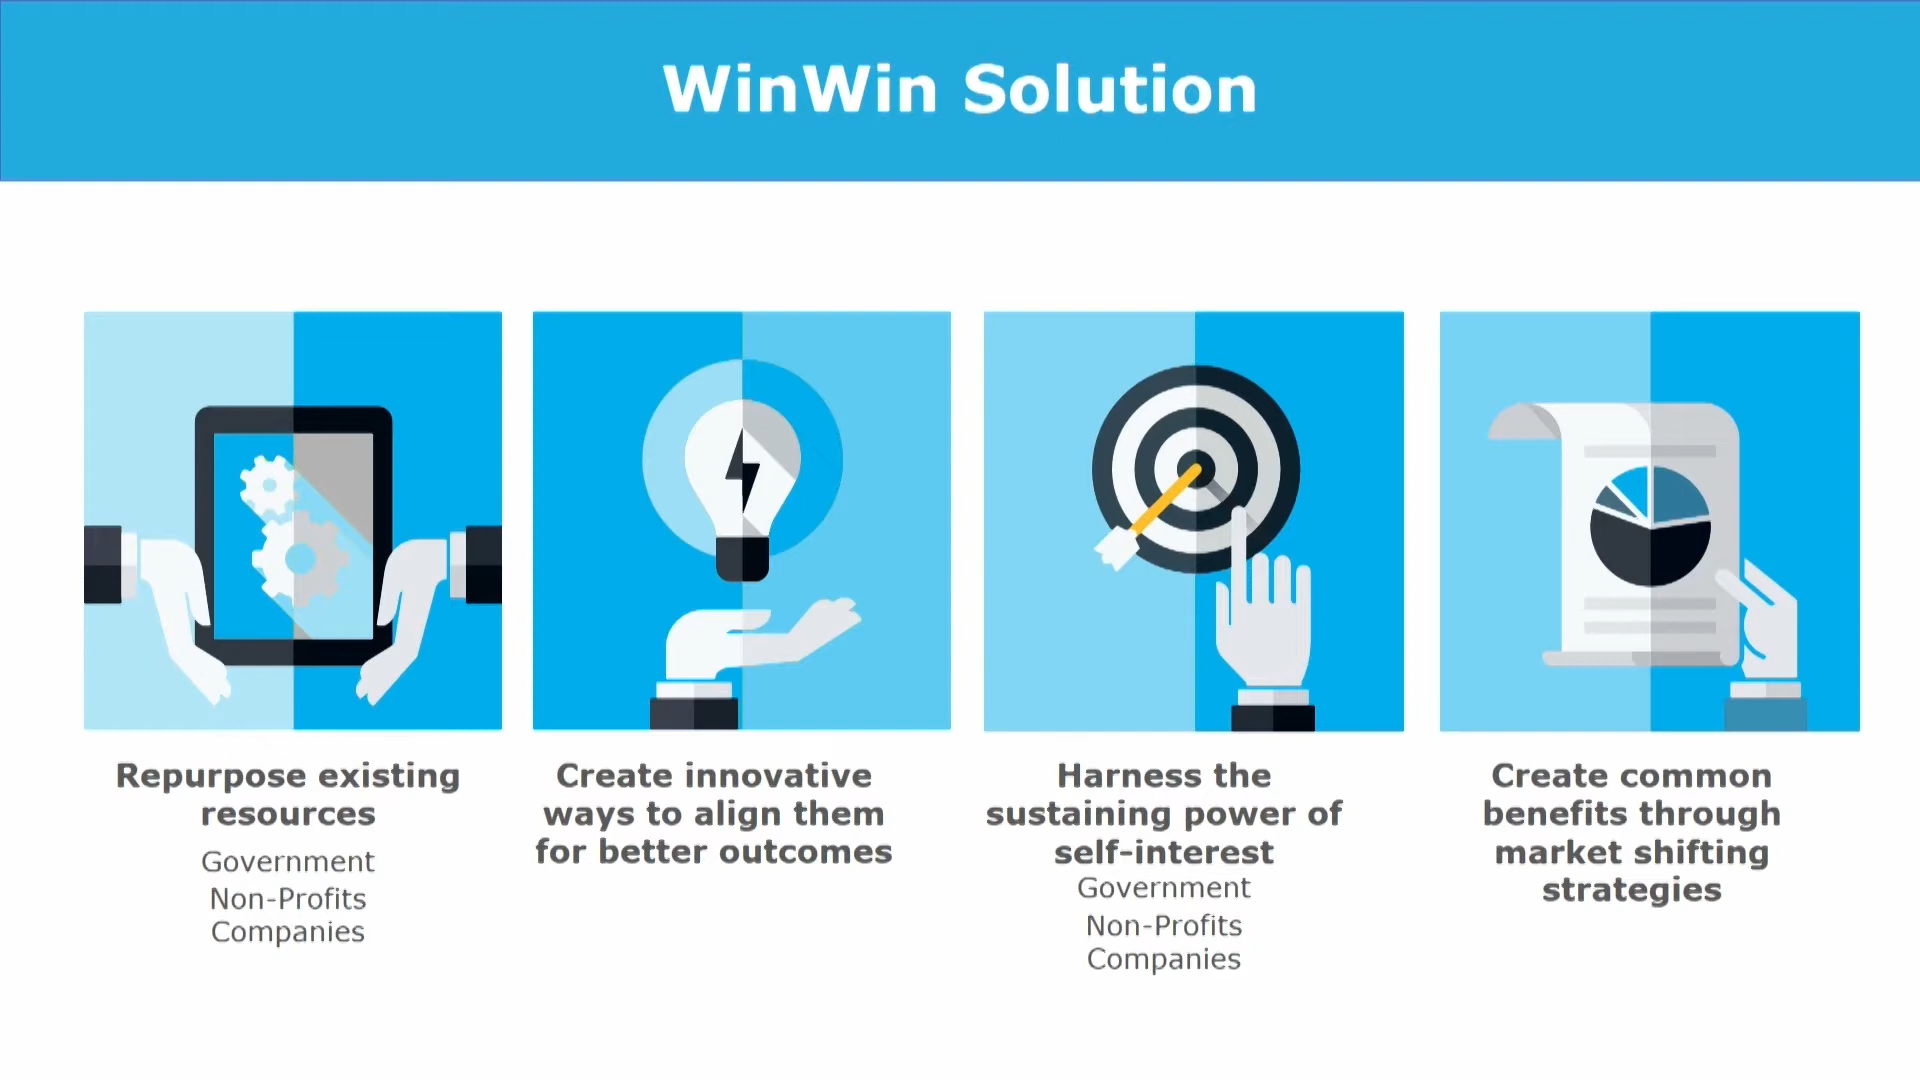 WinWin Solution
Repurpose existing
resources
Government
Non-Profits
Companies
Create innovative
ways to align them
for better outcomes
Harness the
sustaining power of
self-interest
Government
Non-Profits
Companies
Create common
benefits through
market shifting
strategies